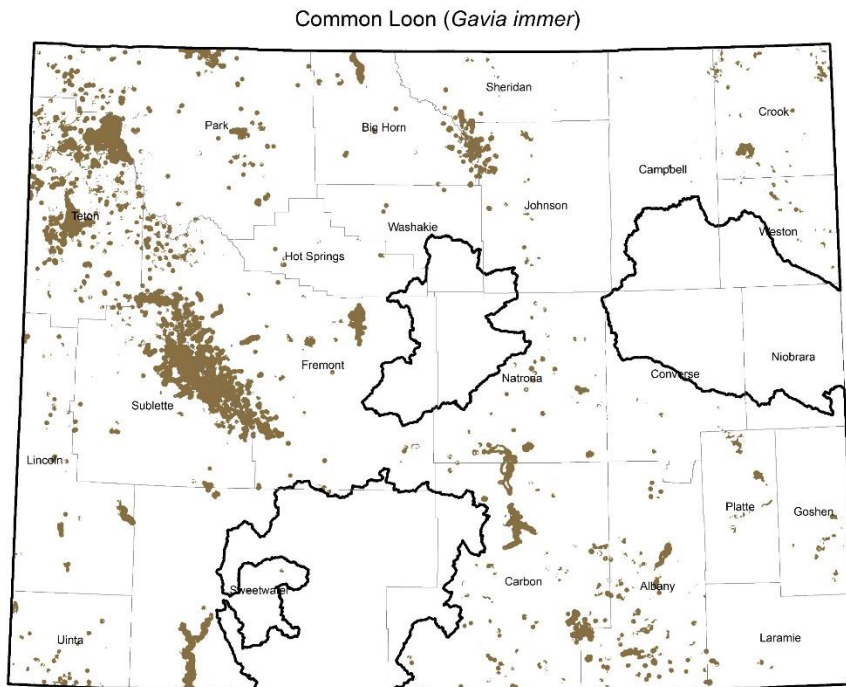 Common Loon (Gavia immer)
Sheridan
Park
Big Horn
Crook
Campbell
Teton
Johnson
Washakie
Weston
Hot Springs
Fremont
Natrona
Converse
Niobrara
Sublette
Lincoln
Platte
Goshen
Sweetwater
Carbon
Albany
Uinta
Laramie